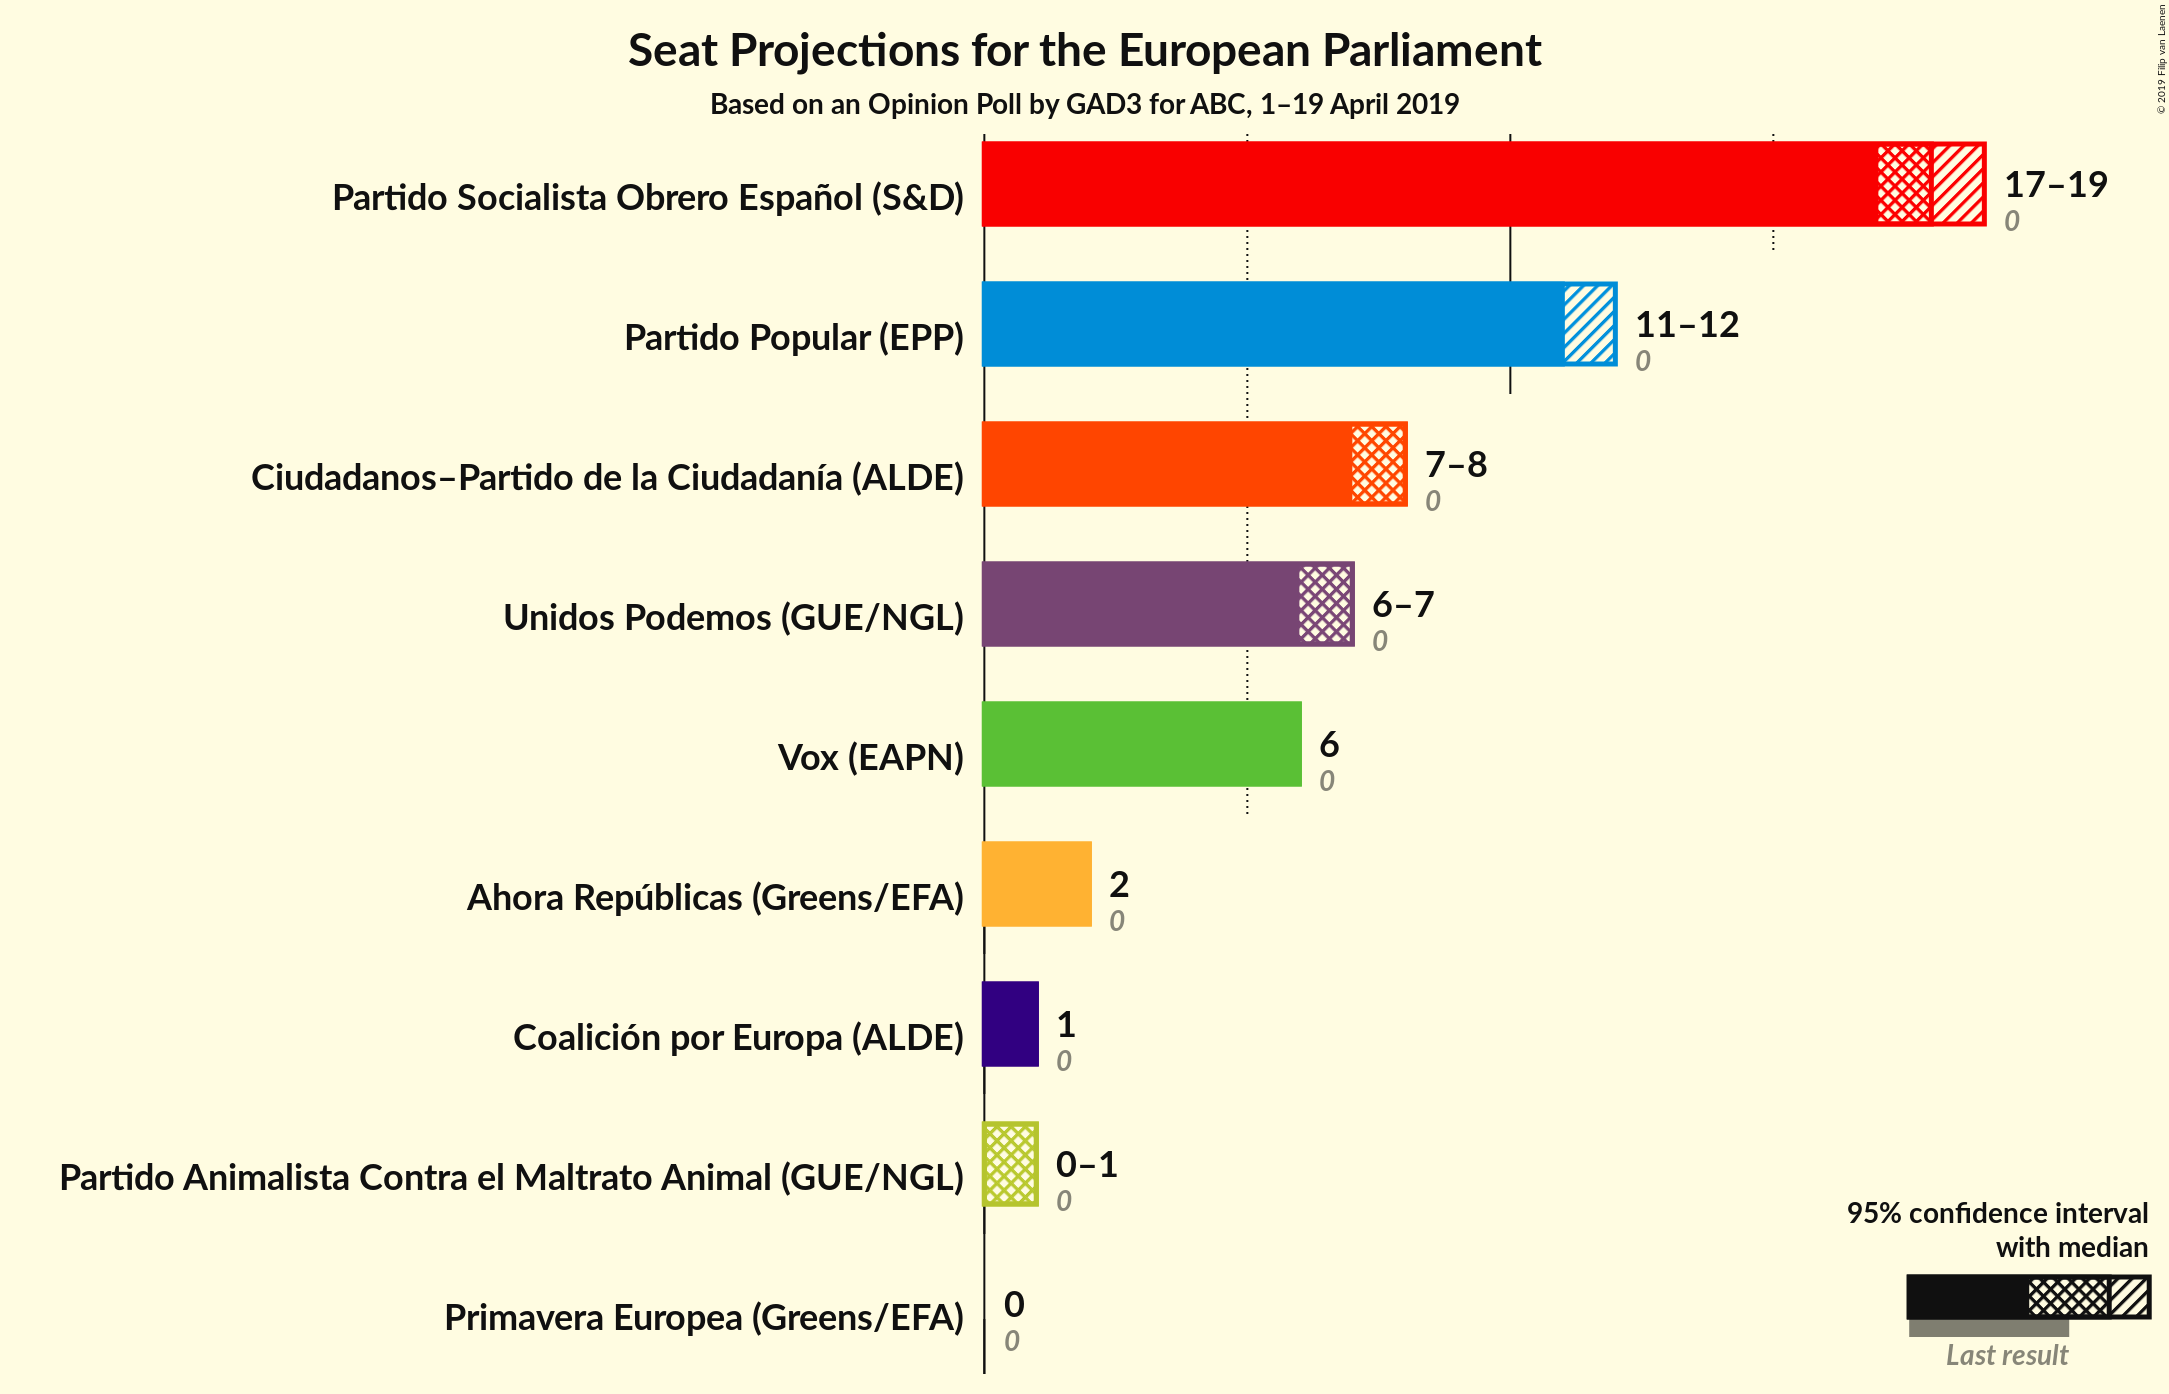 Seat Projections for the European Parliament
Based on an Opinion Poll by GAD3 for ABC, 1–19 April 2019
© 2019 Filip van Laenen
Partido Socialista Obrero Español (S&D)
17–19
0
Partido Popular (EPP)
11–12
0
Ciudadanos–Partido de la Ciudadanía (ALDE)
7–8
0
Unidos Podemos (GUE/NGL)
6–7
0
Vox (EAPN)
6
0
Ahora Repúblicas (Greens/EFA)
2
0
Coalición por Europa (ALDE)
1
0
Partido Animalista Contra el Maltrato Animal (GUE/NGL)
0–1
0
Primavera Europea (Greens/EFA)
0
0
95% confidence interval
with median
Last result